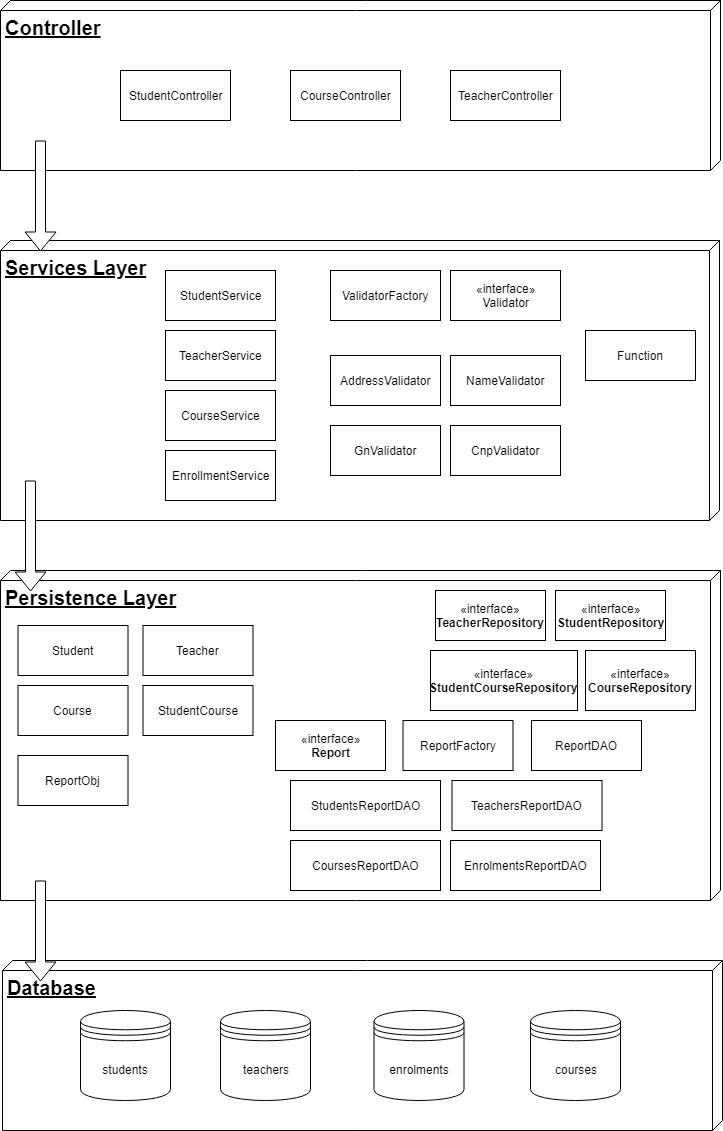 Controller
StudentController
CourseController
TeacherController
Services Layer
StudentService
ValidatorFactory
«interface»
Validator
TeacherService
Function
AddressValidator
NameValidator
CourseService
GnValidator
CnpValidator
EnrollmentService
Persistence Layer
«interface»
TeacherRepository
«interface»
StudentRepository
Student
Teacher
«interface»
StudentCourseRepository
«interface»
CourseRepository
Course
StudentCourse
«interface»
Report
ReportFactory
ReportDAO
ReportObj
StudentsReportDAO
TeachersReportDAO
CoursesReportDAO
EnrolmentsReportDAO
Database
students
teachers
enrolments
courses